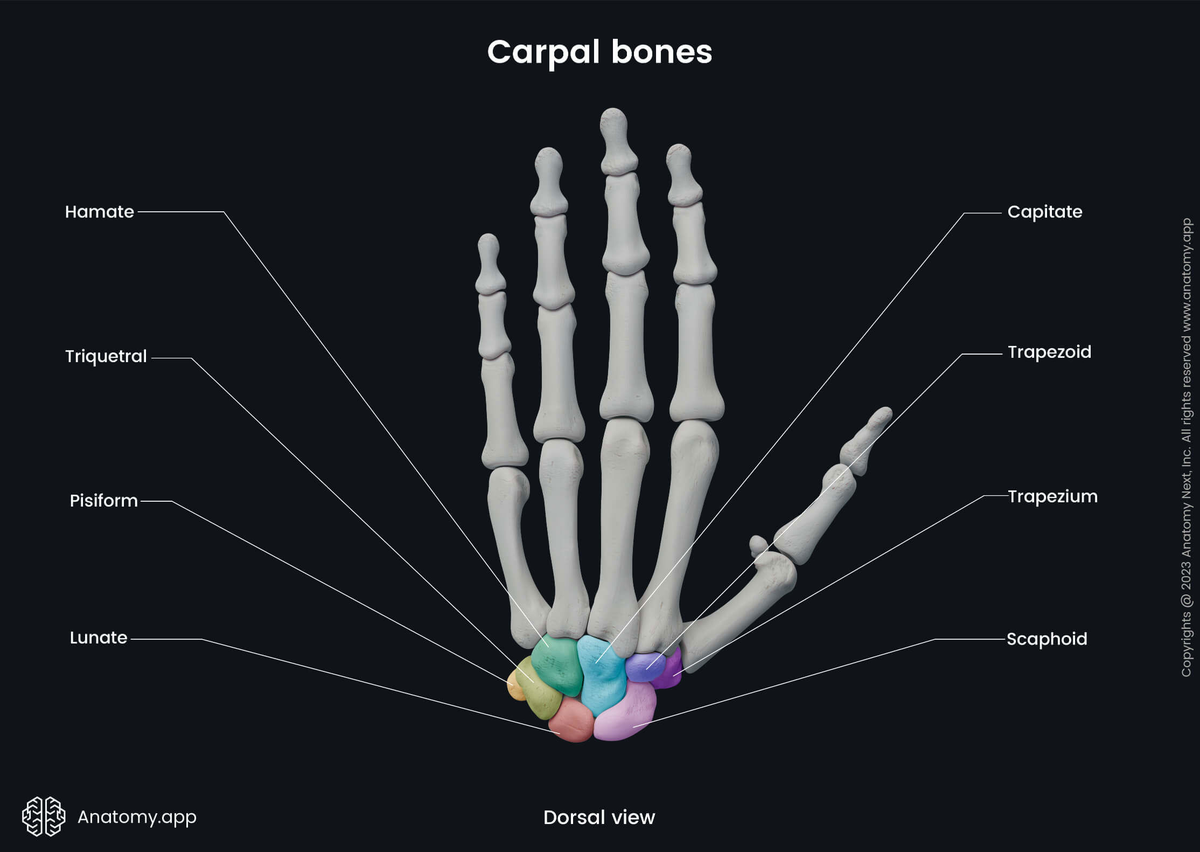 Carpal bones
Hamate
Capitate
Triquetral
Trapezoid
Pisiform
Trapezium
Lunate
Scaphoid
Anatomy.app
Dorsal view
Copyrights @ 2023 Anatomy Next, Inc. All rights reserved www.anatomy.app